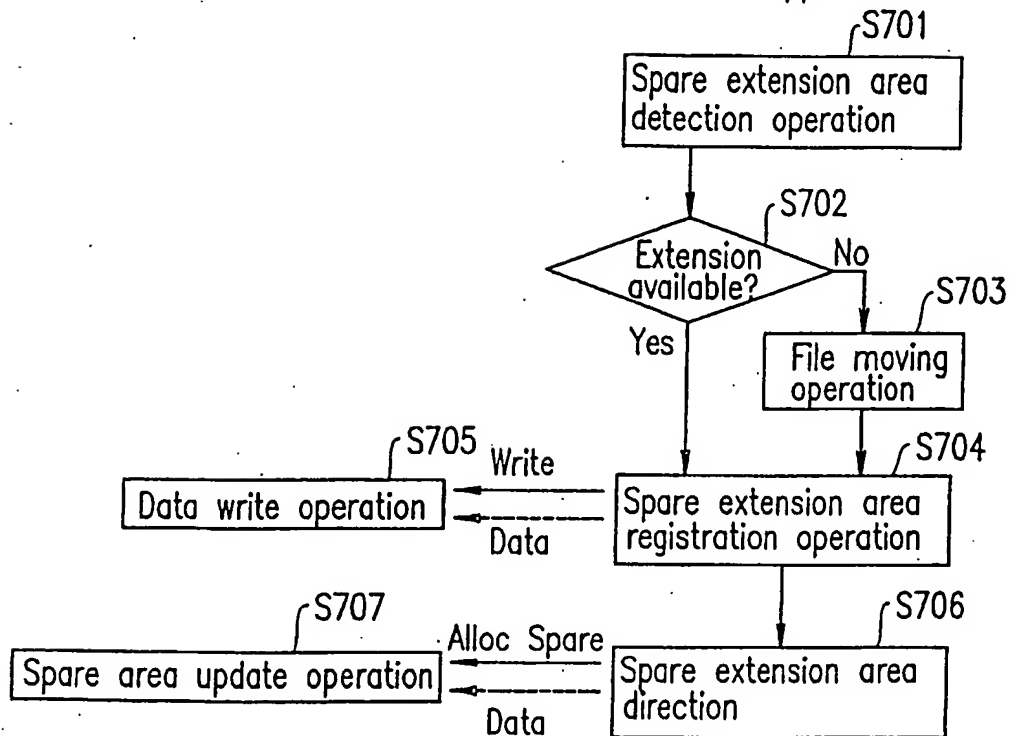 S701
Spare extension area
detection operation
S702
Extension
available?
No
Yes
S703
File moving
operation
S705
Write
S704
Data write operation
Data
Spare extension area
registration operation
S707
S706
Alloc Spare
Spare area update operation
Data
Spare extension area
direction